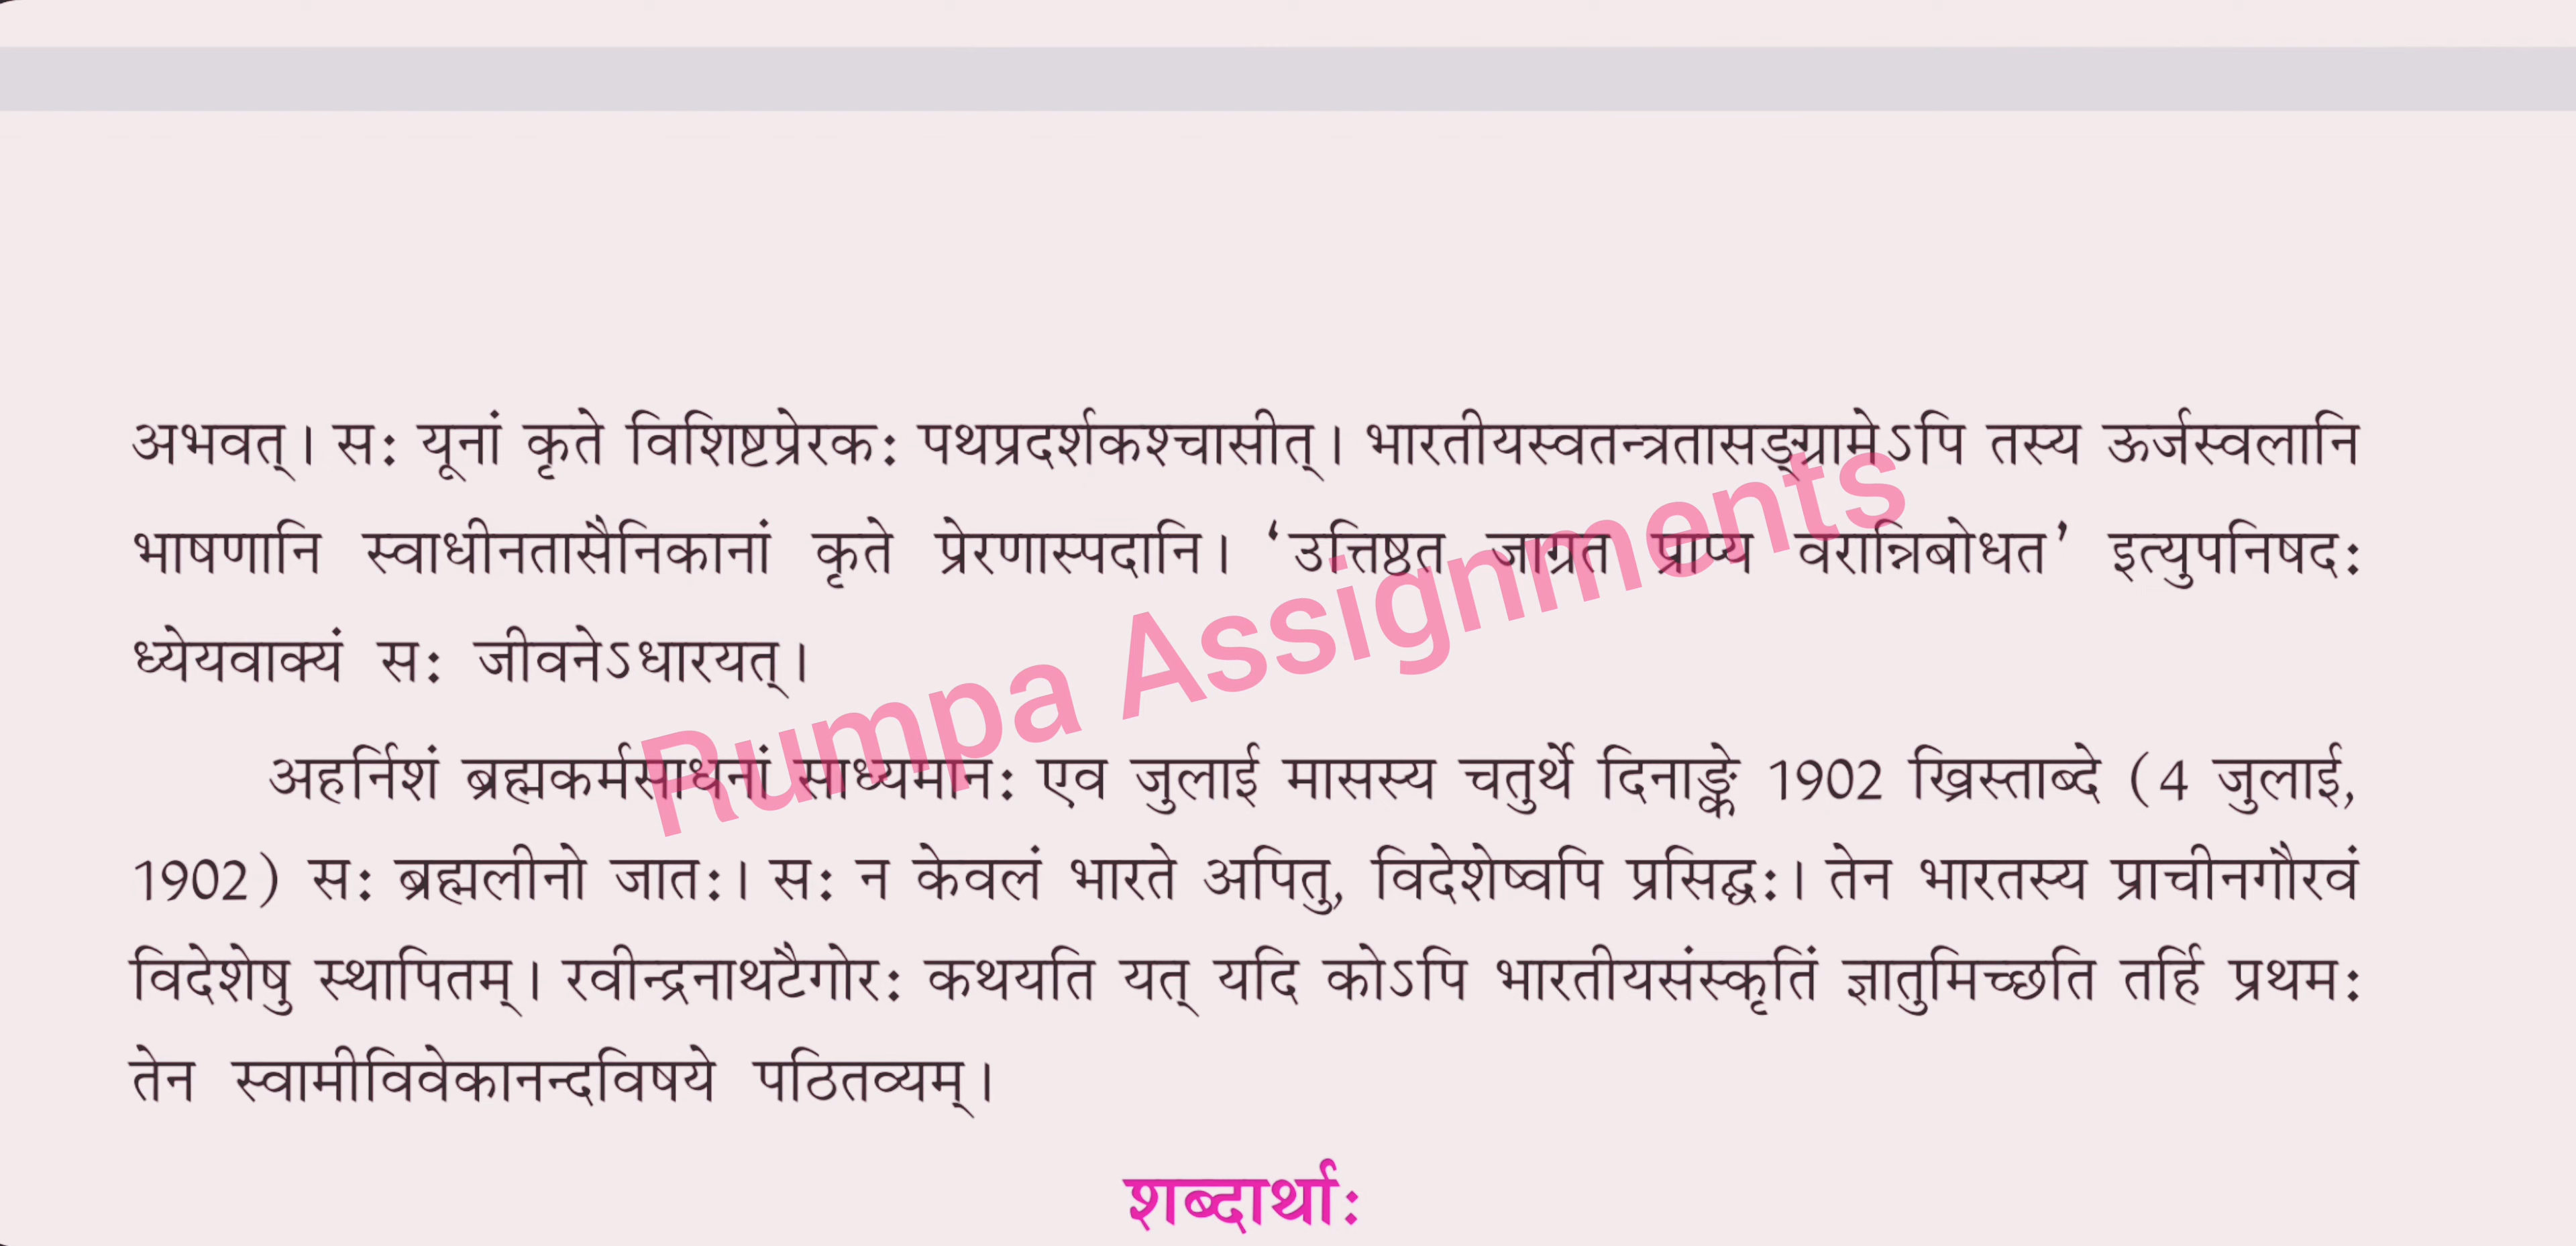 अभवत्। सः यूनां कृते विशिष्टप्रेरकः पथप्रदर्शकश्चासीत्। भारतीयस्वतन्त्रतासङ्ग्रामेऽपि तस्य ऊर्जस्वलानि
भाषणानि स्वाधीनतासैनिकानां कृते प्रेरणास्पदानि। ‘उत्तिष्ठत जाग्रत प्राप्य वरान्निबोधत’ इत्युपनिषदः
ध्येयवाक्यं सः जीवनेऽधारयत्।
Rumpa Assignments
अहर्निशं ब्रह्मकर्मसाधनां साध्यमानः एव जुलाई मासस्य चतुर्थे दिनाङ्के 1902 ख्रिस्ताब्दे (4 जुलाई,
1902) सः ब्रह्मलीनो जातः। सः न केवलं भारते अपितु, विदेशेष्वपि प्रसिद्धः। तेन भारतस्य प्राचीनगौरवं
विदेशेषु स्थापितम्। रवीन्द्रनाथटैगोरः कथयति यत् यदि कोऽपि भारतीयसंस्कृतिं ज्ञातुमिच्छति तर्हि प्रथमः
तेन स्वामीविवेकानन्दविषये पठितव्यम्।
शब्दार्थाः